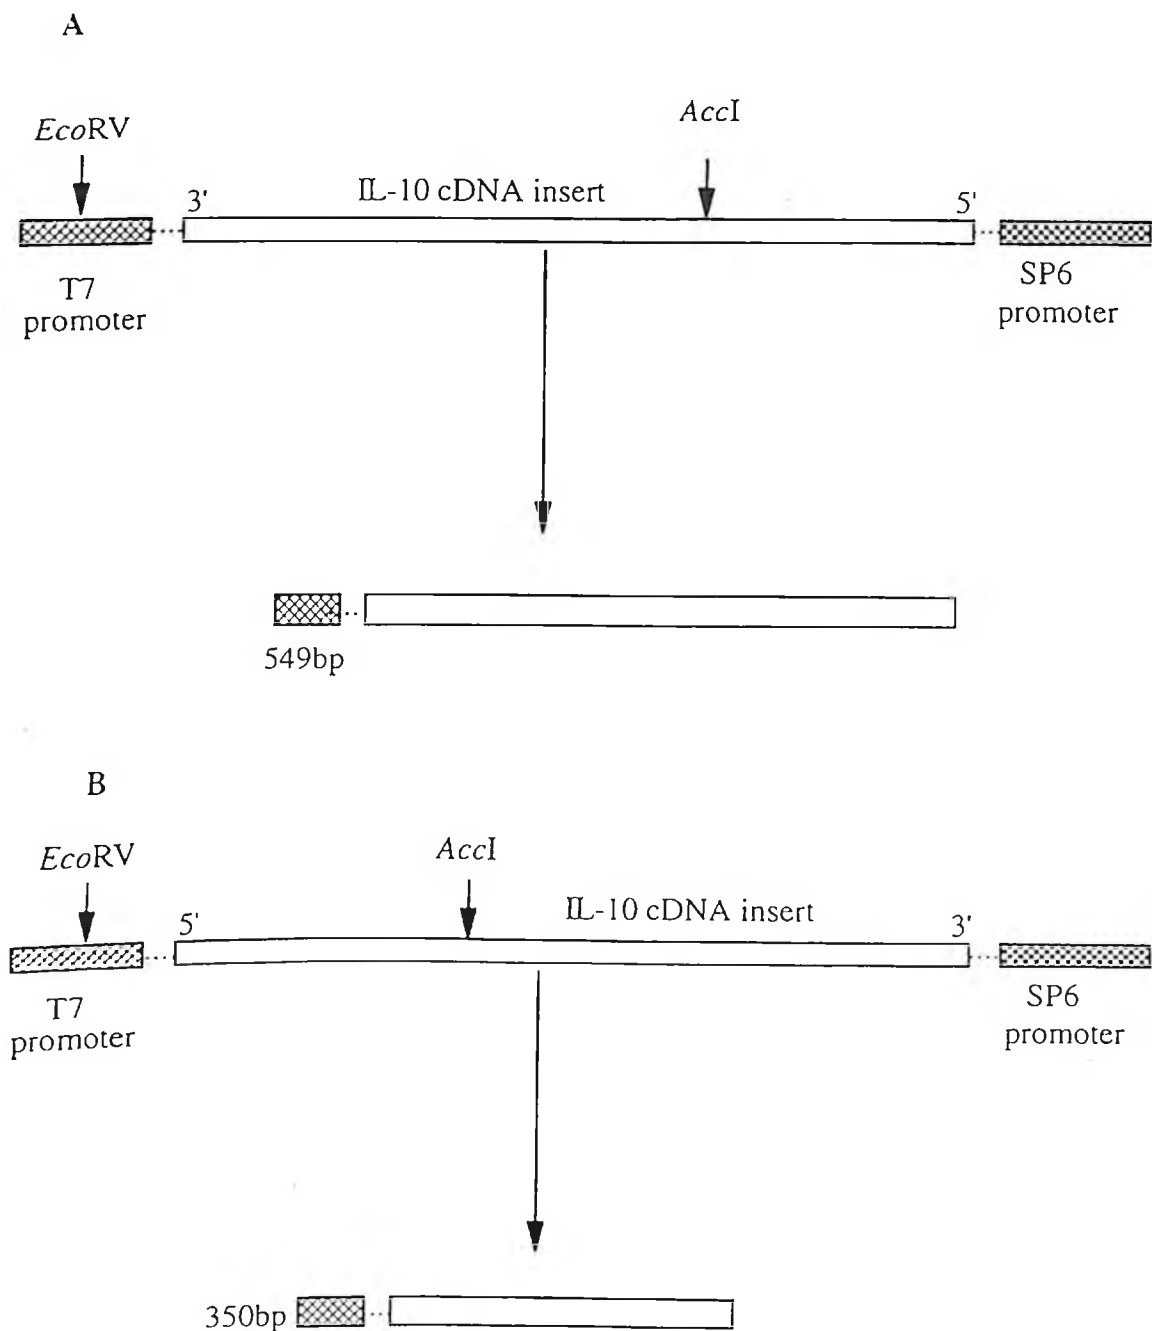 A
EcoRV
AccI
3'
IL-10 cDNA insert
5'
T7
promoter
SP6
promoter
549bp
B
EcoRV
AccI
5'
IL-10 cDNA insert
3'
T7
promoter
SP6
promoter
350bp